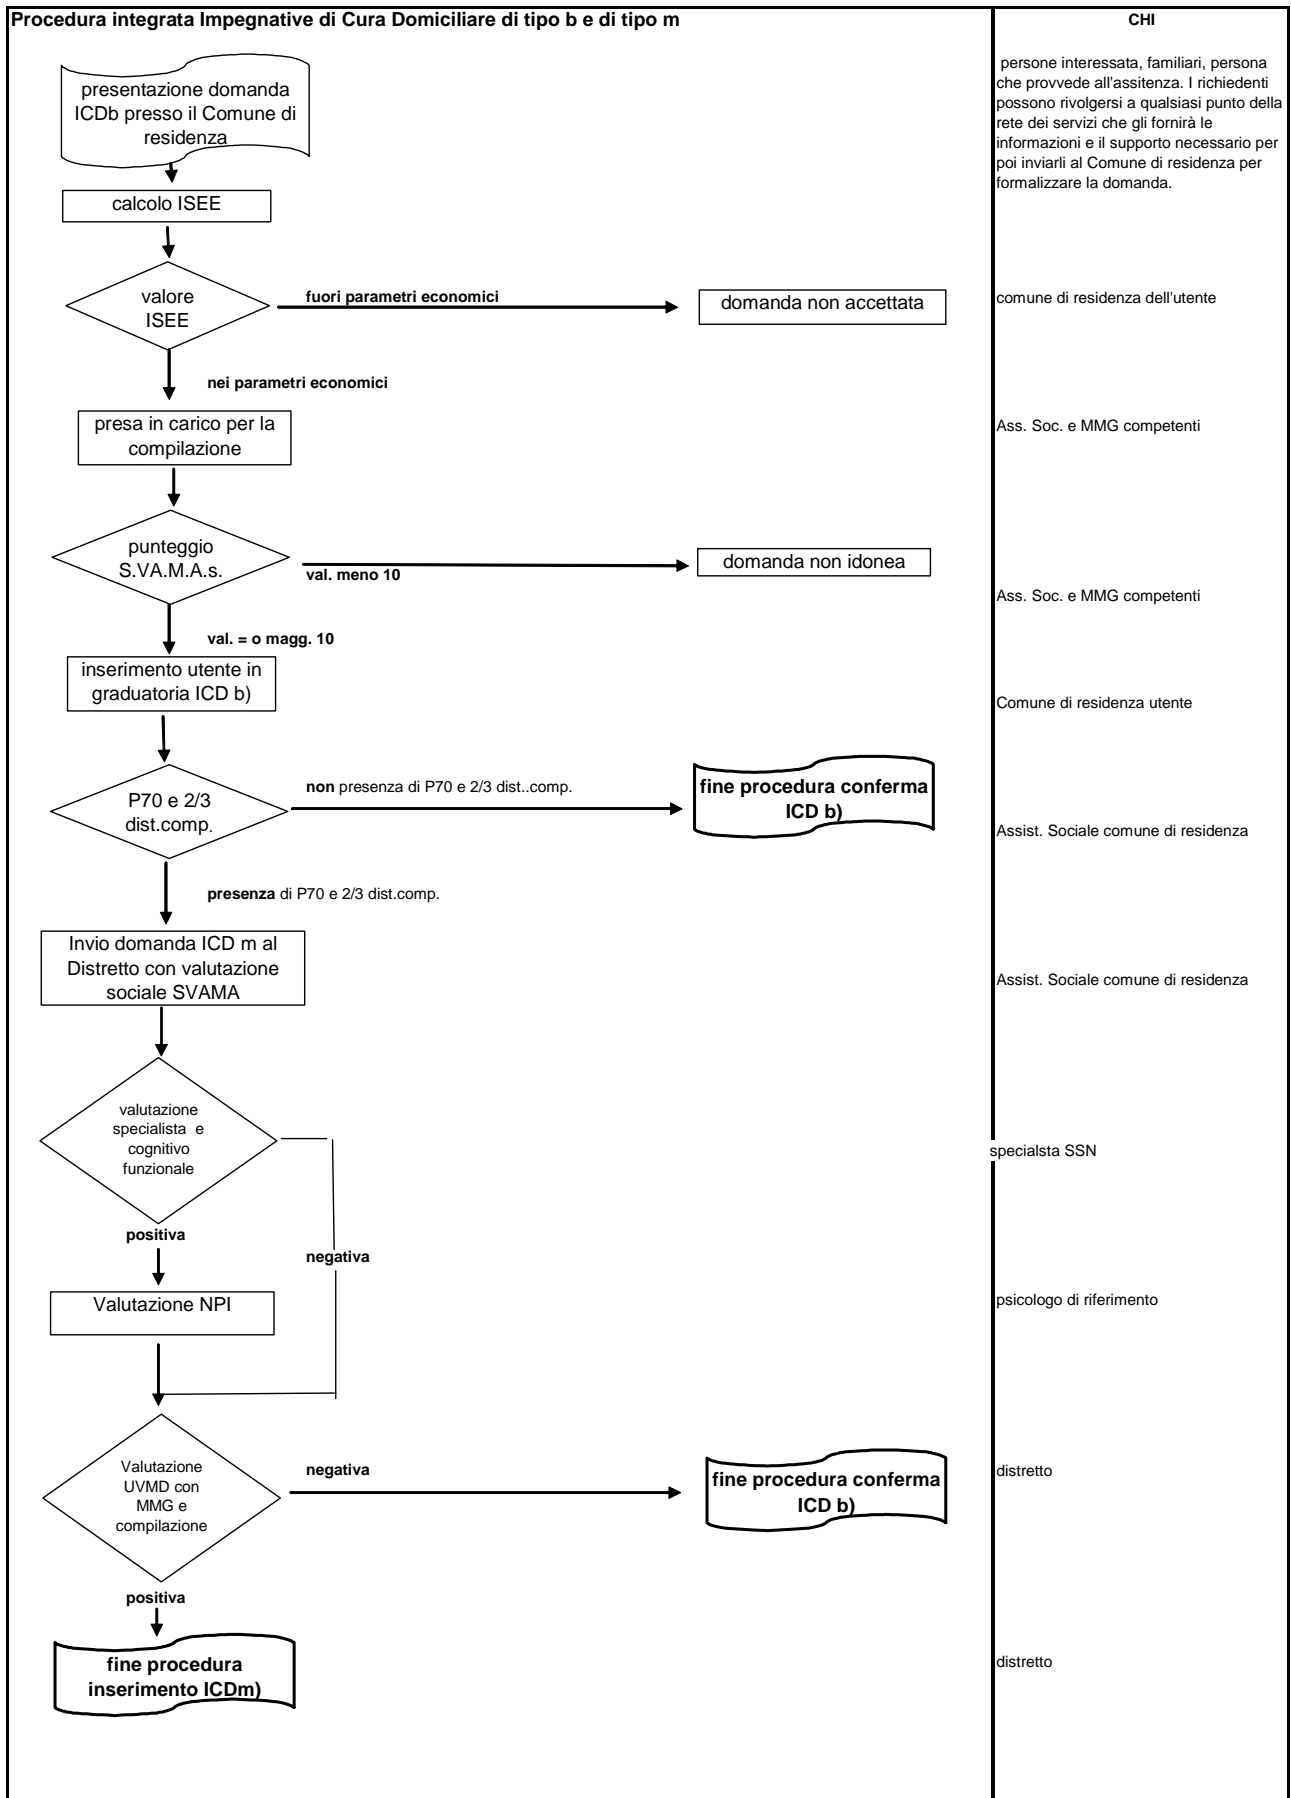 Procedura integrata Impegnative di Cura Domiciliare di tipo b e di tipo m
CHI
presentazione domanda
ICDb presso il Comune di
residenza
persone interessata, familiari, persona
che provvede all'assitenza. I richiedenti
possono rivolgersi a qualsiasi punto della
rete dei servizi che gli fornirà le
informazioni e il supporto necessario per
poi inviarli al Comune di residenza per
formalizzare la domanda.
calcolo ISEE
valore
ISEE
fuori parametri economici
domanda non accettata
comune di residenza dell'utente
nei parametri economici
presa in carico per la
compilazione
Ass. Soc. e MMG competenti
punteggio
S.VA.M.A.s.
val. meno 10
domanda non idonea
Ass. Soc. e MMG competenti
val. = o magg. 10
inserimento utente in
graduatoria ICD b)
Comune di residenza utente
P70 e 2/3
dist.comp.
non presenza di P70 e 2/3 dist..comp.
fine procedura conferma
ICD b)
Assist. Sociale comune di residenza
presenza di P70 e 2/3 dist.comp.
Invio domanda ICD m al
Distretto con valutazione
sociale SVAMA
Assist. Sociale comune di residenza
valutazione
specialista e
cognitivo
funzionale
specialsta SSN
positiva
negativa
Valutazione NPI
psicologo di riferimento
Valutazione
UVMD con
MMG e
compilazione
negativa
fine procedura conferma
ICD b)
distretto
positiva
fine procedura
inserimento ICDm)
distretto